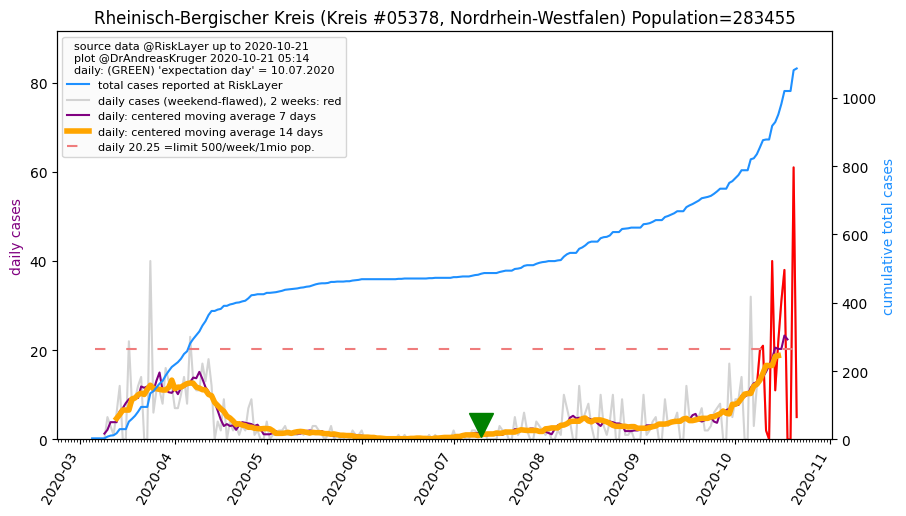 Rheinisch-Bergischer Kreis (Kreis #05378, Nordrhein-Westfalen) Population=283455
source data @RiskLayer up to 2020-10-21
plot @DrAndreasKruger 2020-10-21 05:14
daily: (GREEN) 'expectation day' = 10.07.2020
total cases reported at RiskLayer
daily cases (weekend-flawed), 2 weeks: red
daily: centered moving average 7 days
daily: centered moving average 14 days
daily 20.25 =limit 500/week/1mio pop.
daily cases
80
60
40
20
0
cumulative total cases
1000
800
600
400
200
0
2020-03
2020-04
2020-05
2020-06
2020-07
2020-08
2020-09
2020-10
2020-11